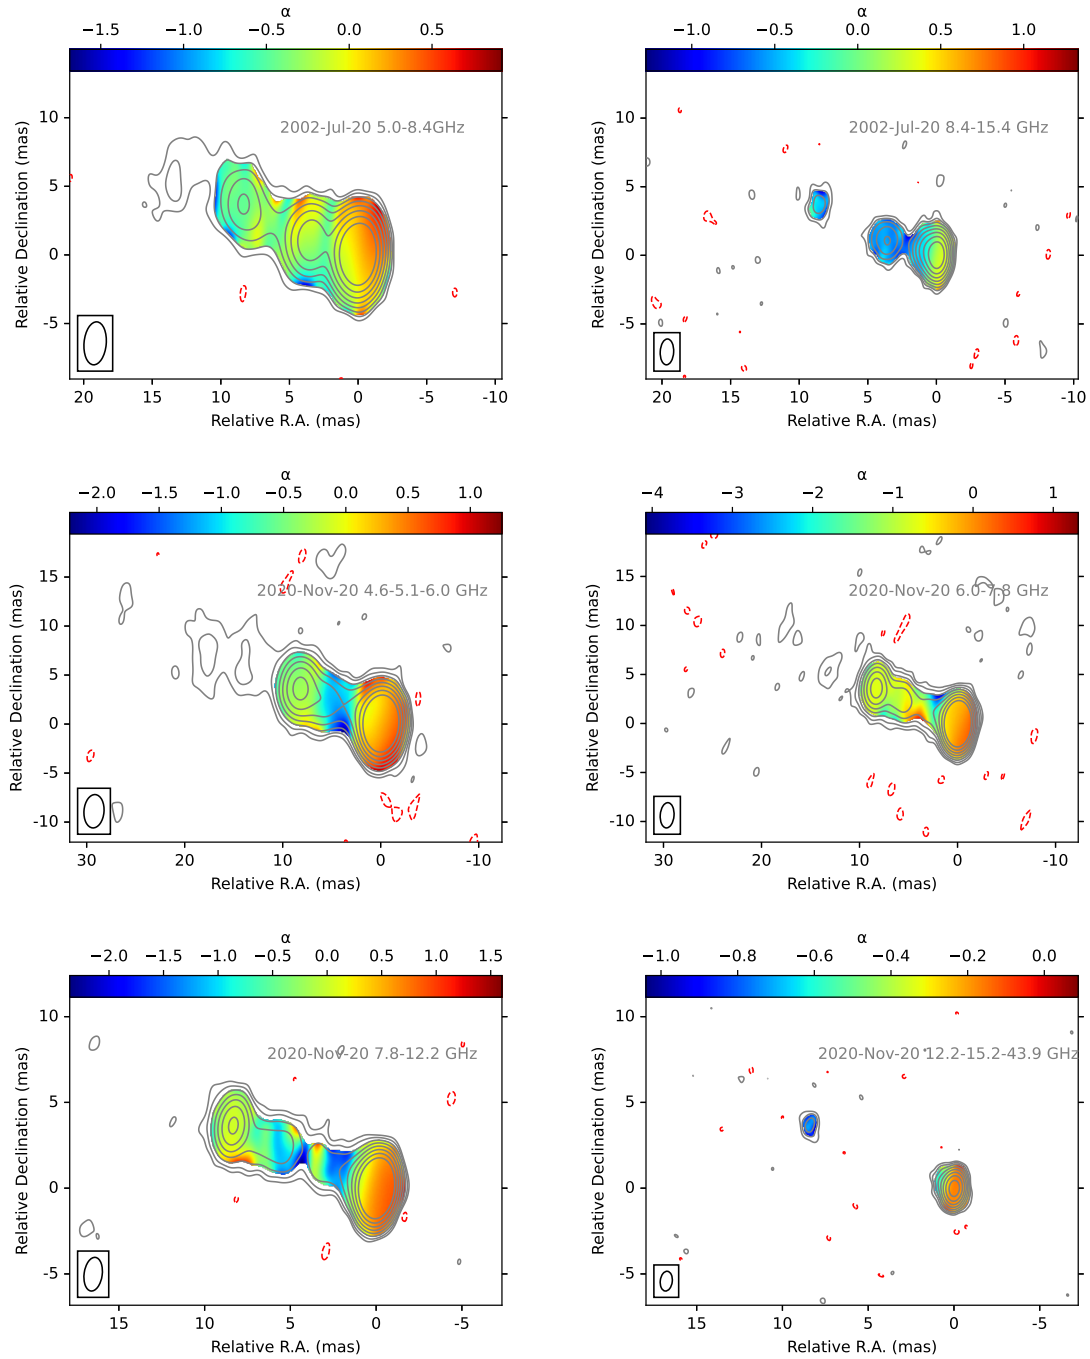 α
−1.5 −1.0 −0.5 0.0 0.5
2002-Jul-20 5.0-8.4GHz
Relative Declination (mas)
10
5
0
-5
20 15 10 5 0 -5 -10
Relative R.A. (mas)
α
−1.0 −0.5 0.0 0.5 1.0
2002-Jul-20 8.4-15.4 GHz
Relative Declination (mas)
10
5
0
-5
20 15 10 5 0 -5 -10
Relative R.A. (mas)
α
−2.0 −1.5 −1.0 −0.5 0.0 0.5 1.0
2020-Nov-20 4.6-5.1-6.0 GHz
Relative Declination (mas)
15
10
5
0
-5
-10
30 20 10 0 -10
Relative R.A. (mas)
α
−4 −3 −2 −1 0 1
2020-Nov-20 6.0-7.8 GHz
Relative Declination (mas)
15
10
5
0
-5
-10
30 20 10 0 -10
Relative R.A. (mas)
α
−2.0 −1.5 −1.0 −0.5 0.0 0.5 1.0 1.5
2020-Nov-20 7.8-12.2 GHz
Relative Declination (mas)
10
5
0
-5
15 10 5 0 -5
Relative R.A. (mas)
α
−1.0 −0.8 −0.6 −0.4 −0.2 0.0
2020-Nov-20 12.2-15.2-43.9 GHz
Relative Declination (mas)
10
5
0
-5
15 10 5 0 -5
Relative R.A. (mas)